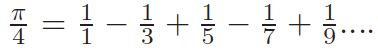 π/4 = 1/1 − 1/3 + 1/5 − 1/7 + 1/9....